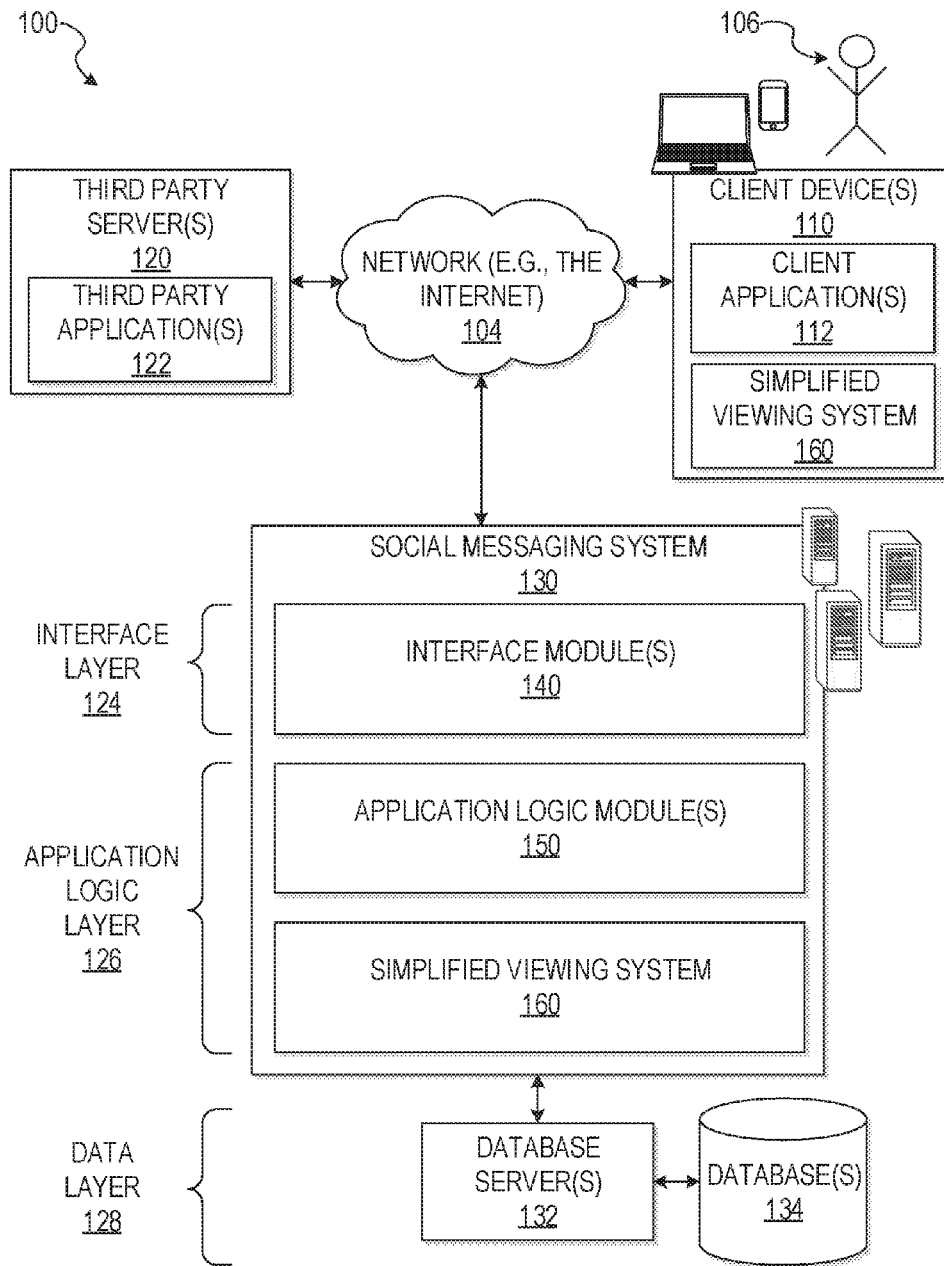 100
106
THIRD PARTY
SERVER(S)
120
THIRD PARTY
APPLICATION(S)
122
NETWORK (E.G., THE
INTERNET)
104
CLIENT DEVICE(S)
110
CLIENT
APPLICATION(S)
112
SIMPLIFIED
VIEWING SYSTEM
160
SOCIAL MESSAGING SYSTEM
130
INTERFACE
LAYER
124
INTERFACE MODULE(S)
140
APPLICATION
LOGIC
LAYER
126
APPLICATION LOGIC MODULE(S)
150
SIMPLIFIED VIEWING SYSTEM
160
DATA
LAYER
128
DATABASE
SERVER(S)
132
DATABASE(S)
134